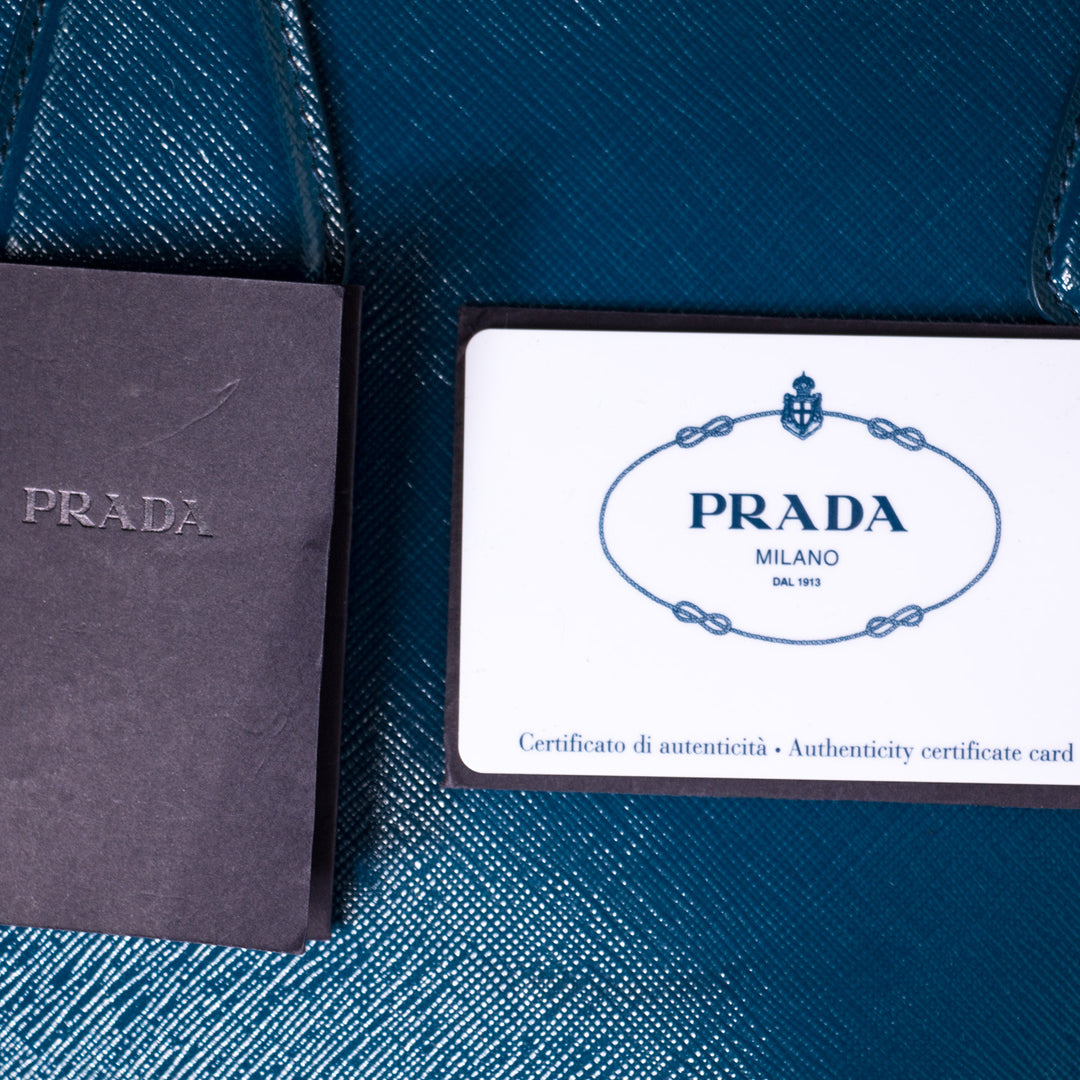 PRADA
PRADA
MILANO
DAL 1913
Certificato di autenticità • Authenticity certificate card